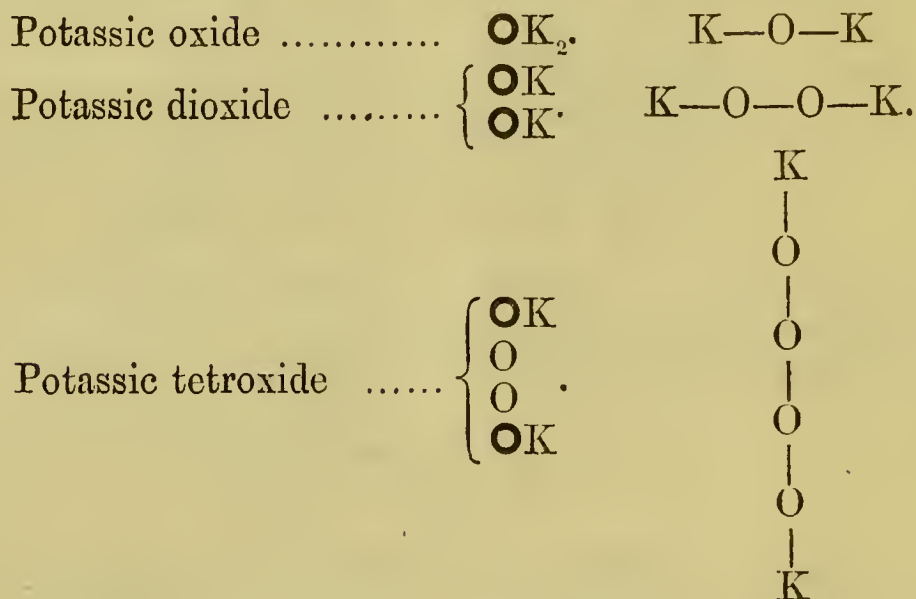 Potassic oxide ............ OK₂. K—O—K
Potassic dioxide .......... { OK
OK . K—O—O—K.
K
|
O
|
Potassic tetroxide ...... { OK
O
O
OK .
O
|
O
|
O
|
K